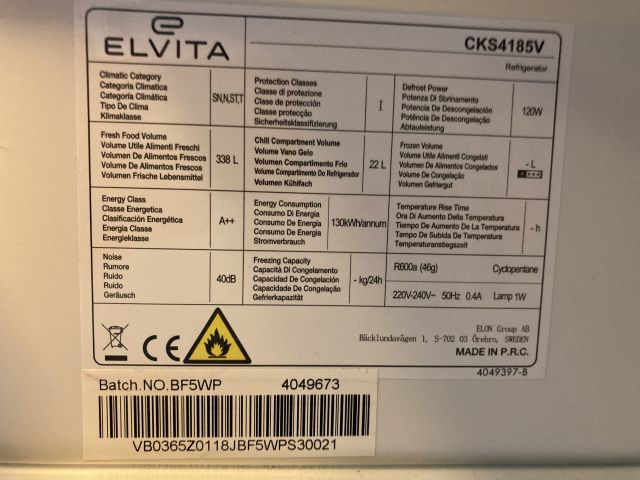 ELVITA
CKS4185V
Refrigerator
Climatic Category
Categoria Climatica
Categoria Climática
Tipo De Clima
Klimaklasse
SN,N,ST,T
Protection Classes
Classe di protezione
Clase de protección
Classe protecção
Sicherheitsklassifizierung
I
Defrost Power
Potenza Di Sbrinamento
Potencia De Descongelación
Potência De Descongelação
Abtauleistung
120W
Fresh Food Volume
Volume Utile Alimenti Freschi
Volumen De Alimentos Frescos
Volume De Alimentos Frescos
Volumen Frische Lebensmittel
338 L
Chill Compartment Volume
Volume Vano Gelo
Volumen Compartimento Frío
Volume Compartimento Do Refrigerador
Volumen Kühlfach
22 L
Frozen Volume
Volume Utile Alimenti Congelati
Volumen De Alimentos Congelados
Volume De Congelação
Volumen Gefriergut
- L
Energy Class
Classe Energetica
Clasificación Energética
Energia Classe
Energieklasse
A++
Energy Consumption
Consumo Di Energia
Consumo De Energía
Consumo De Energia
Stromverbrauch
130kWh/annum
Temperature Rise Time
Ora Di Aumento Della Temperatura
Tiempo De Aumento De La Temperatura
Tempo De Subida De Temperatura
Temperaturanstiegszeit
- h
Noise
Rumore
Ruido
Ruído
Geräusch
40dB
Freezing Capacity
Capacità Di Congelamento
Capacidad De Congelación
Capacidade De Congelação
Gefrierkapazität
- kg/24h
R600a (46g)
Cyclopentane
220V-240V~ 50Hz 0.4A Lamp 1W
CE
ELON Group AB
Bäcklundavägen 1, S-702 03 Örebro, SWEDEN
MADE IN P.R.C.
4049397-8
Batch.NO.BF5WP 4049673
VB0365Z0118JBF5WPS30021